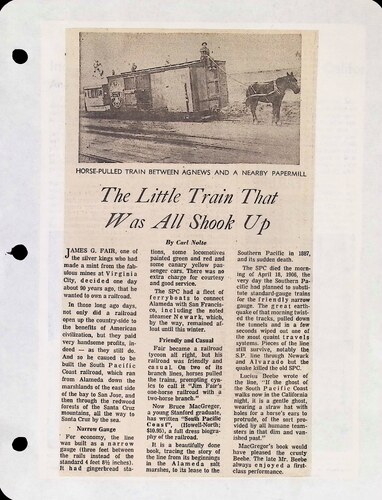 HORSE-PULLED TRAIN BETWEEN AGNEWS AND A NEARBY PAPERMILL
The Little Train That
Was All Shook Up
By Carl Nolte
JAMES G. FAIR, one of
the silver kings who had
made a mint from the fab-
ulous mines at Virginia
City, decided one day
about 90 years ago, that he
wanted to own a railroad.
In those long ago days,
not only did a railroad
open up the country-side to
the benefits of American
civilization, but they paid
very handsome profits, in-
deed — as they still do.
And so he caused to be
built the South Pacific
Coast railroad, which ran
from Alameda down the
marshlands of the east side
of the bay to San Jose, and
then through the redwood
forests of the Santa Cruz
mountains, all the way to
Santa Cruz by the sea.
Narrow Gauge
For economy, the line
was built as a narrow
gauge (three feet between
the rails instead of the
standard 4 feet 8½ inches).
It had gingerbread sta-
tions, some locomotives
painted green and red and
some canary yellow pas-
senger cars. There was no
extra charge for courtesy
and good service.
The SPC had a fleet of
ferryboats to connect
Alameda with San Francis-
co, including the noted
steamer Newark, which,
by the way, remained af-
loat until this winter.
Friendly and Casual
Fair became a railroad
tycoon all right, but his
railroad was friendly and
casual. On two of its
branch lines, horses pulled
the trains, prompting cyn-
ics to call it "Jim Fair's
one-horse railroad with a
two-horse branch."
Now Bruce MacGregor,
a young Stanford graduate,
has written "South Pacific
Coast", (Howell-North;
$10.95), a full dress biogra-
phy of the railroad.
It is a beautifully done
book, tracing the story of
the line from its beginnings
in the Alameda salt
marshes, to its lease to the
Southern Pacific in 1887,
and its sudden death.
The SPC died the morn-
ing of April 18, 1906, the
very day the Southern Pa-
cific had planned to substi-
tute standard-gauge trains
for the friendly narrow
gauge. The great earth-
quake of that morning twist-
ed the tracks, pulled down
the tunnels and in a few
seconds wiped out one of
the most quaint travels
systems. Pieces of the line
still survive, notably the
S.P. line through Newark
and Alvarado but the
quake killed the old SPC.
Lucius Beebe wrote of
the line, "If the ghost of
the South Pacific Coast
walks now in the California
night, it is a gentle ghost,
wearing a straw hat with
holes for a horse's ears to
protrude, of the sort pro-
vided by all humane team-
sters in that dim and van-
ished past."
MacGregor's book would
have pleased the crusty
Beebe. The late Mr. Beebe
always enjoyed a first-
class performance.